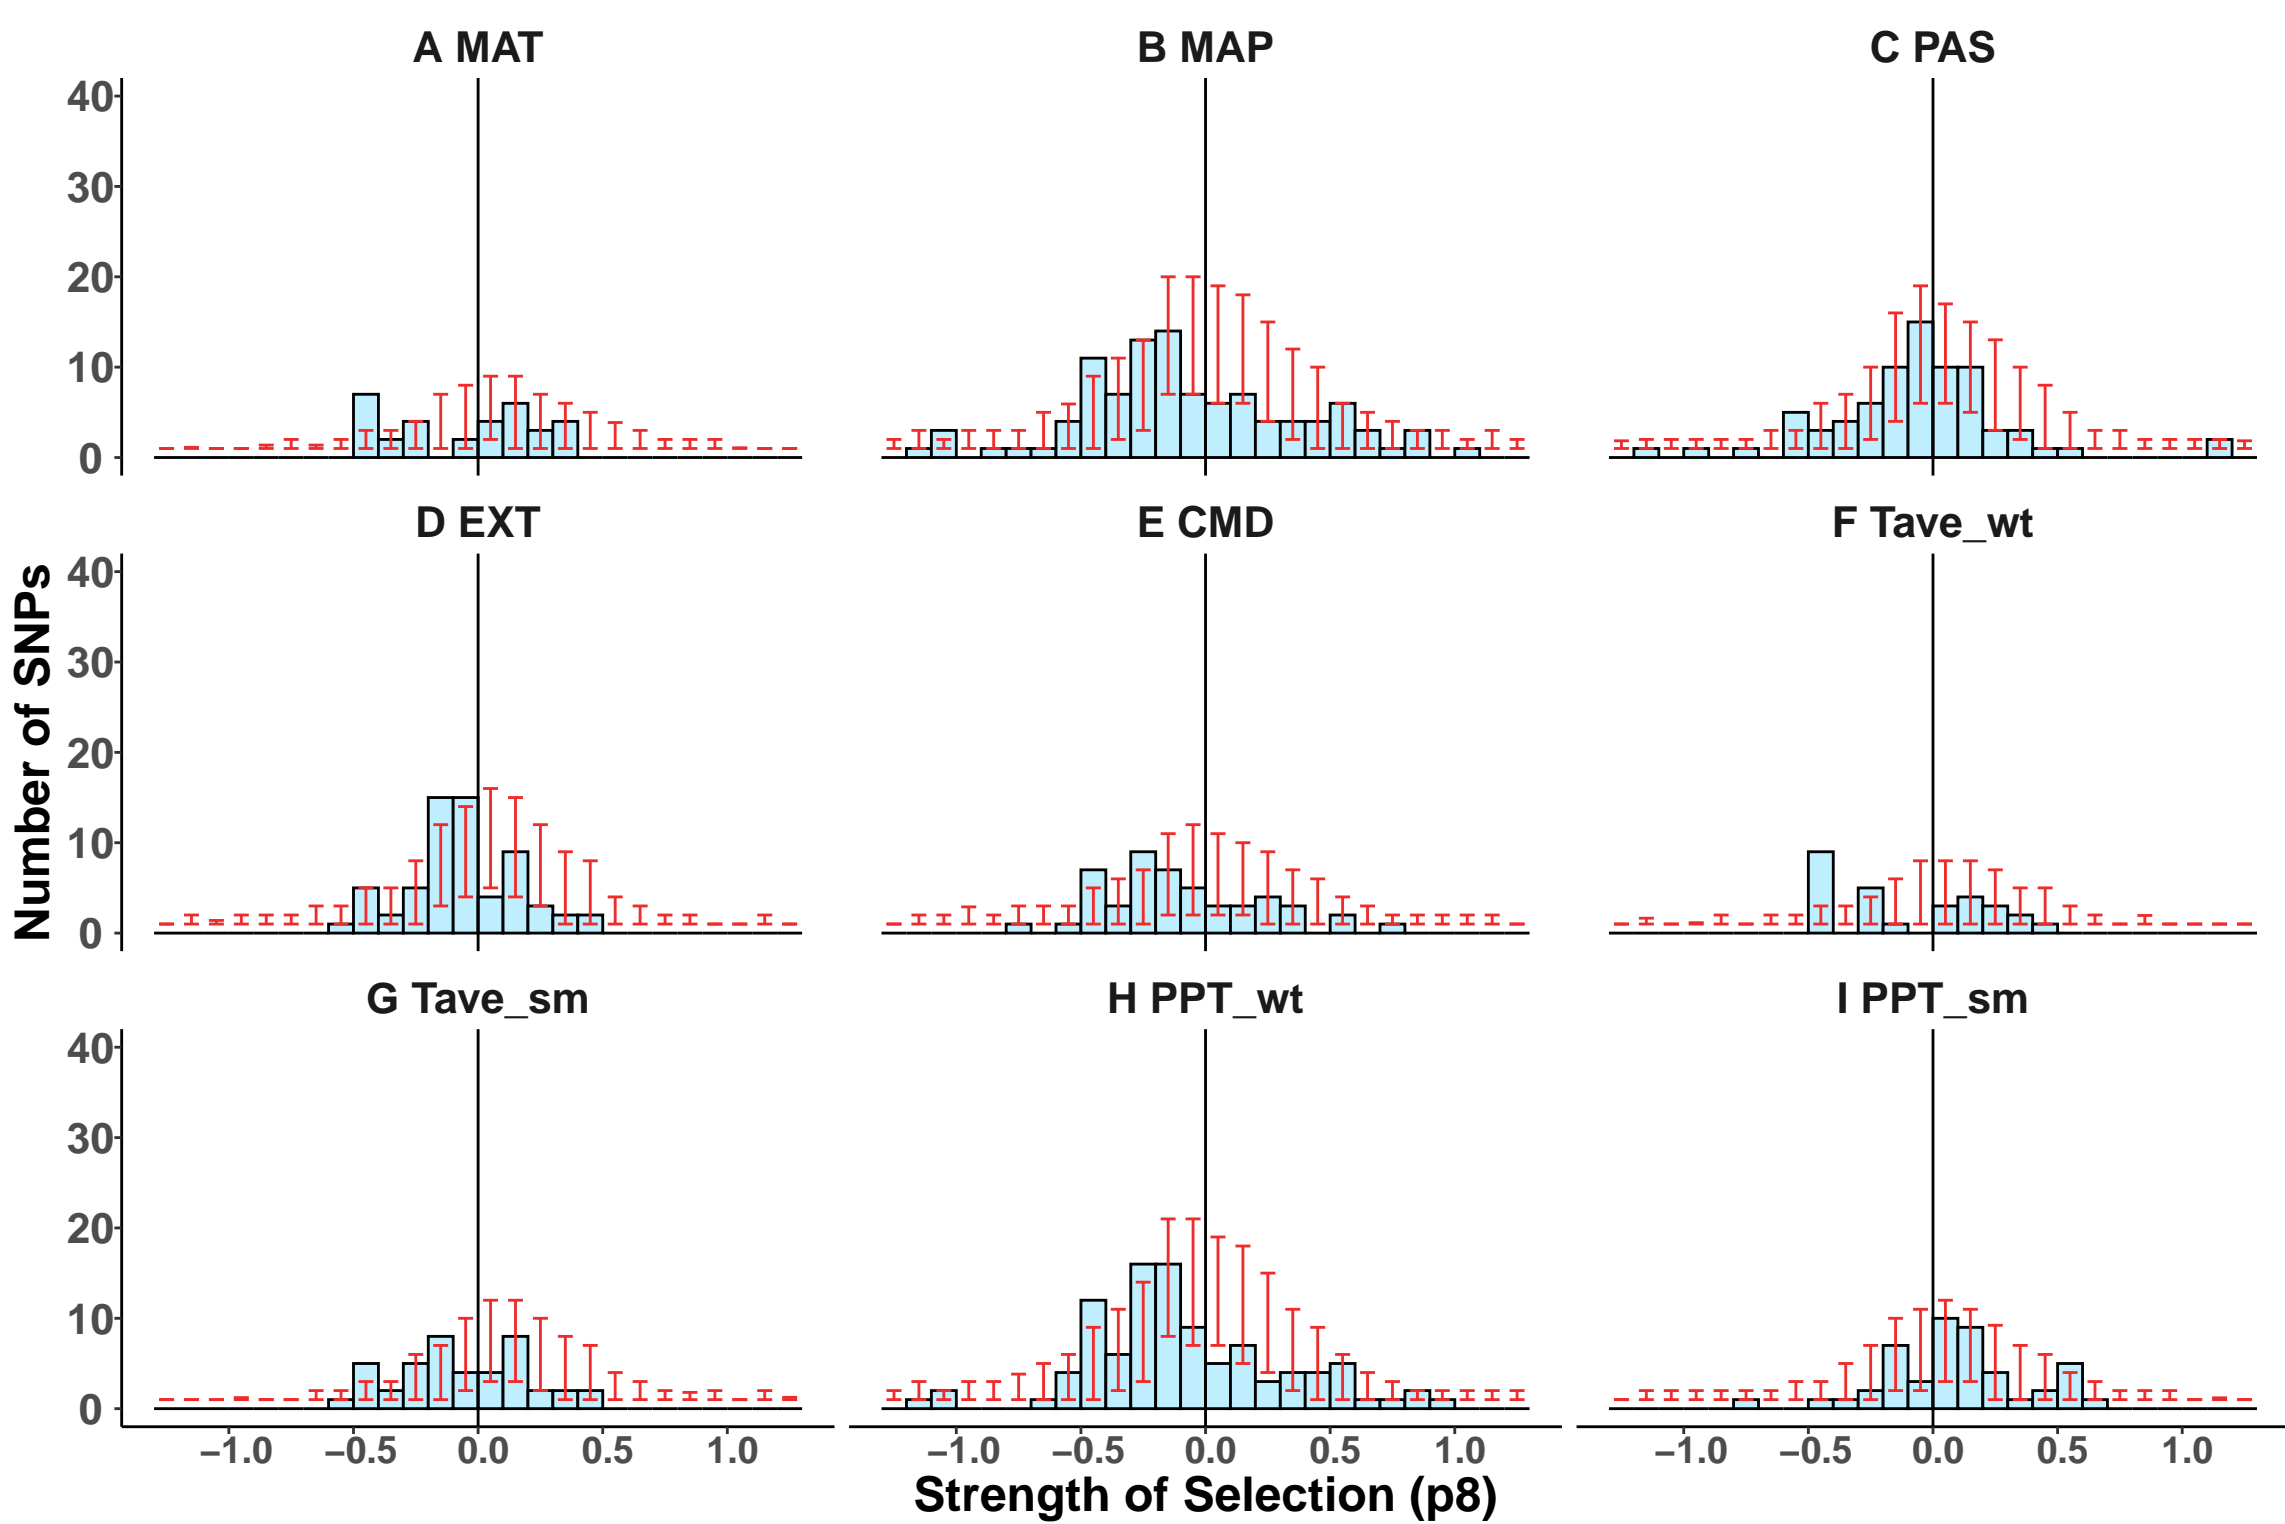 A MAT
B MAP
C PAS
40
30
20
10
0
D EXT
E CMD
F Tave_wt
40
30
20
10
0
Number of SNPs
G Tave_sm
H PPT_wt
I PPT_sm
40
30
20
10
0
−1.0 −0.5 0.0 0.5 1.0
−1.0 −0.5 0.0 0.5 1.0
−1.0 −0.5 0.0 0.5 1.0
Strength of Selection (p8)